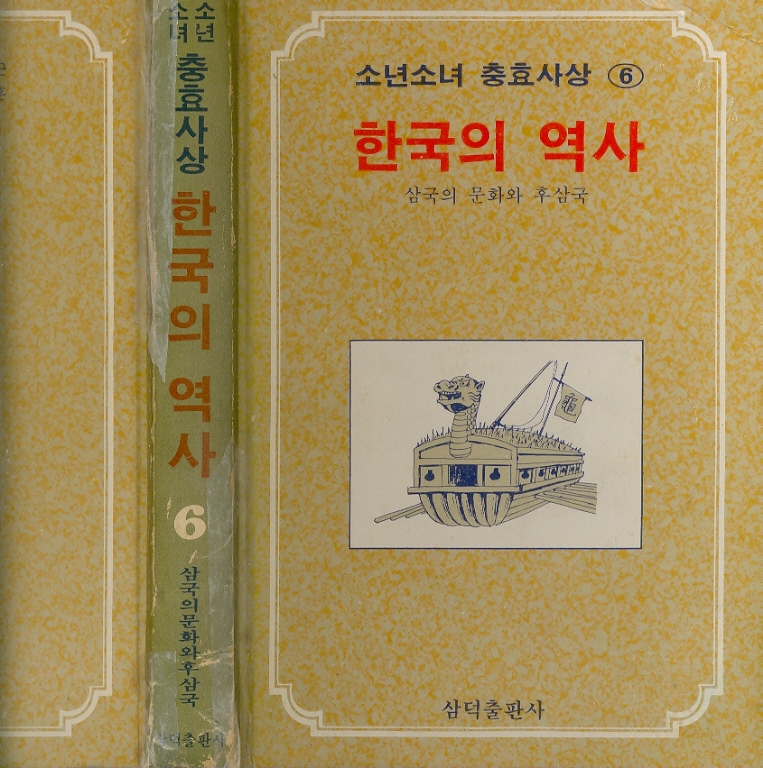 소년
소녀
충효사상
한국의 역사
6
삼국의문화와후삼국
삼덕출판사
소년소녀 충효사상 ⑥
한국의 역사
삼국의 문화와 후삼국
龜
삼덕출판사